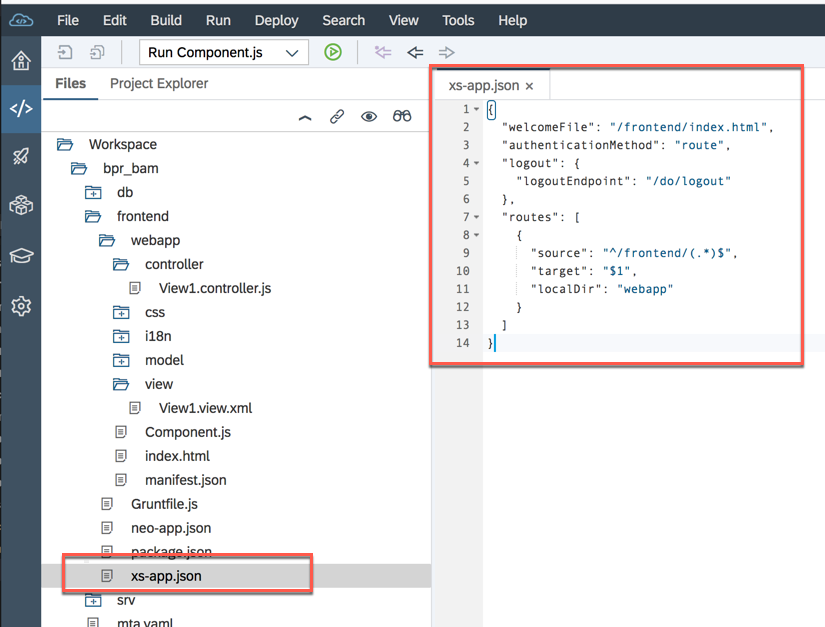 File Edit Build Run Deploy Search View Tools Help
Run Component.js
Files Project Explorer
Workspace
bpr_bam
db
frontend
webapp
controller
View1.controller.js
css
i18n
model
view
View1.view.xml
Component.js
index.html
manifest.json
Gruntfile.js
neo-app.json
package.json
xs-app.json
srv
mta.yaml
xs-app.json ×
1 {
2 "welcomeFile": "/frontend/index.html",
3 "authenticationMethod": "route",
4 "logout": {
5 "logoutEndpoint": "/do/logout"
6 },
7 "routes": [
8 {
9 "source": "^/frontend/(.*)$",
10 "target": "$1",
11 "localDir": "webapp"
12 }
13 ]
14 }